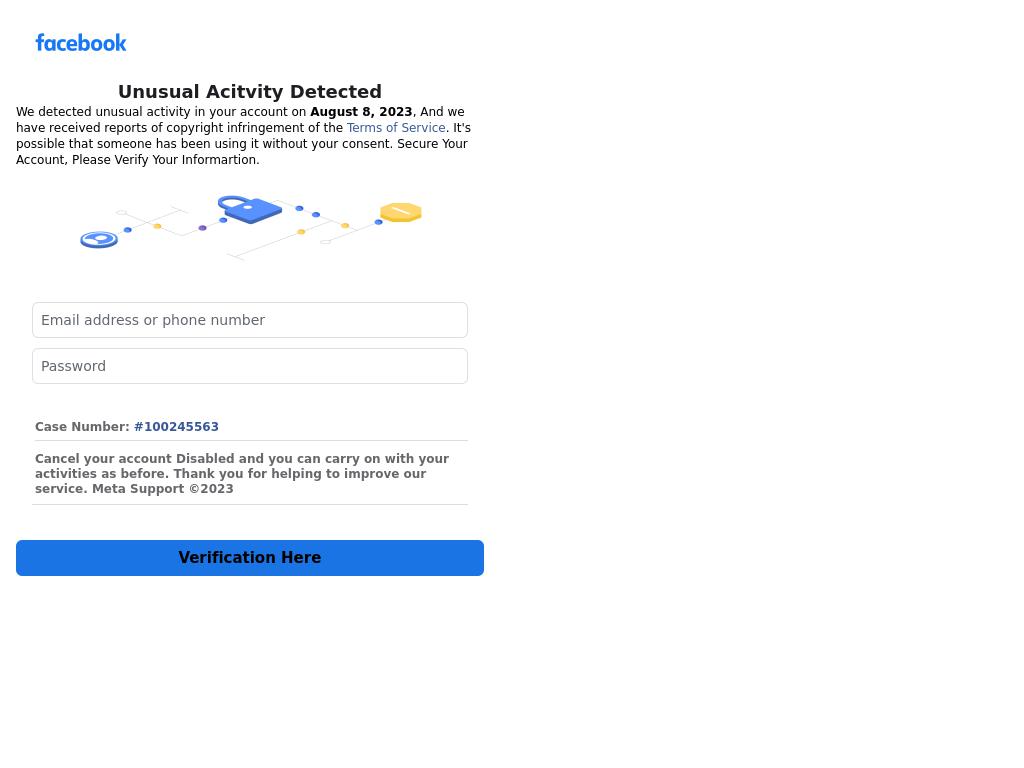 facebook
Unusual Acitvity Detected
We detected unusual activity in your account on August 8, 2023, And we
have received reports of copyright infringement of the Terms of Service. It's
possible that someone has been using it without your consent. Secure Your
Account, Please Verify Your Informartion.
Email address or phone number
Password
Case Number: #100245563
Cancel your account Disabled and you can carry on with your
activities as before. Thank you for helping to improve our
service. Meta Support ©2023
Verification Here